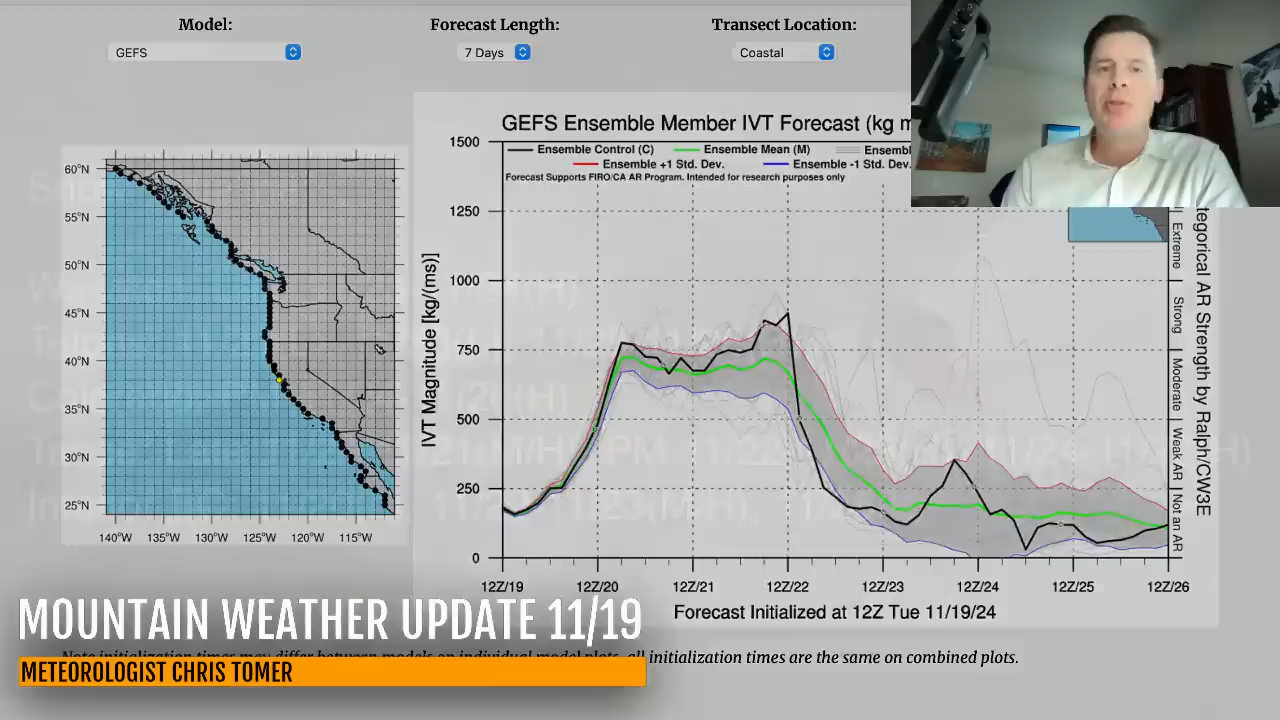 Model:
Forecast Length:
Transect Location:
GEFS
7 Days
Coastal
GEFS Ensemble Member IVT Forecast (kg m
Ensemble Control (C)
Ensemble Mean (M)
Ensemble +1 Std. Dev.
Ensemble -1 Std. Dev.
Forecast Supports FIRO/CA AR Program. Intended for research purposes only
1500
1250
1000
750
500
250
0
IVT Magnitude [kg/(ms)]
12Z/19
12Z/20
12Z/21
12Z/22
12Z/23
12Z/24
12Z/25
12Z/26
Forecast Initialized at 12Z Tue 11/19/24
Extreme
Strong
Moderate
Weak AR
Not an AR
tegorical AR Strength by Ralph/CW3E
60°N
55°N
50°N
45°N
40°N
35°N
30°N
25°N
140°W
135°W
130°W
125°W
120°W
115°W
MOUNTAIN WEATHER UPDATE 11/19
METEOROLOGIST CHRIS TOMER
Note initialization times may differ between models on individual model plots, all initialization times are the same on combined plots.